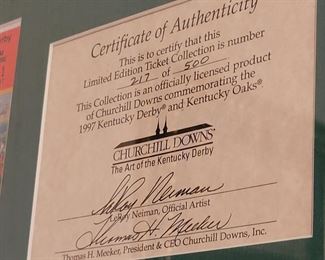 Certificate of Authenticity
This is to certify that this
Limited Edition Ticket Collection is number
217 of 500
This Collection is an officially licensed product
of Churchill Downs commemorating the
1997 Kentucky Derby® and Kentucky Oaks®.
CHURCHILL DOWNS®
The Art of the Kentucky Derby
LeRoy Neiman
LeRoy Neiman, Official Artist
Thomas H. Meeker
Thomas H. Meeker, President & CEO Churchill Downs, Inc.